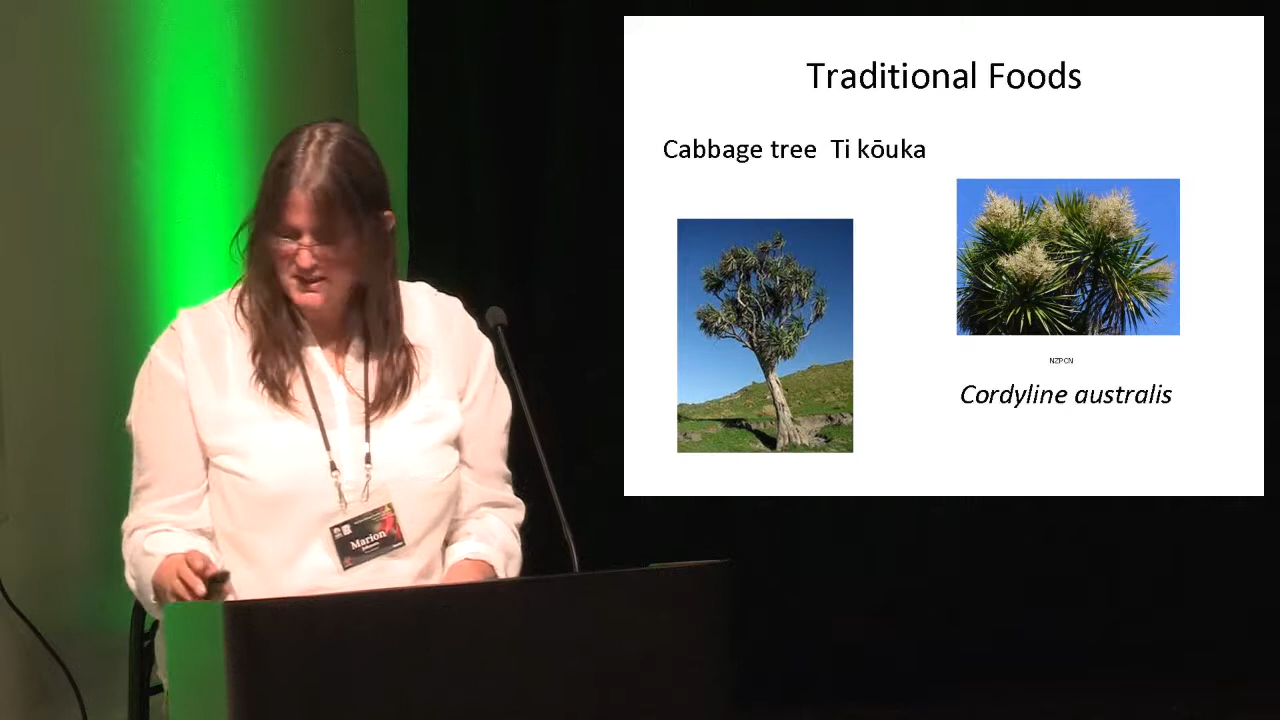 Traditional Foods
Cabbage tree Ti kōuka
NZPCN
Cordyline australis
Marion